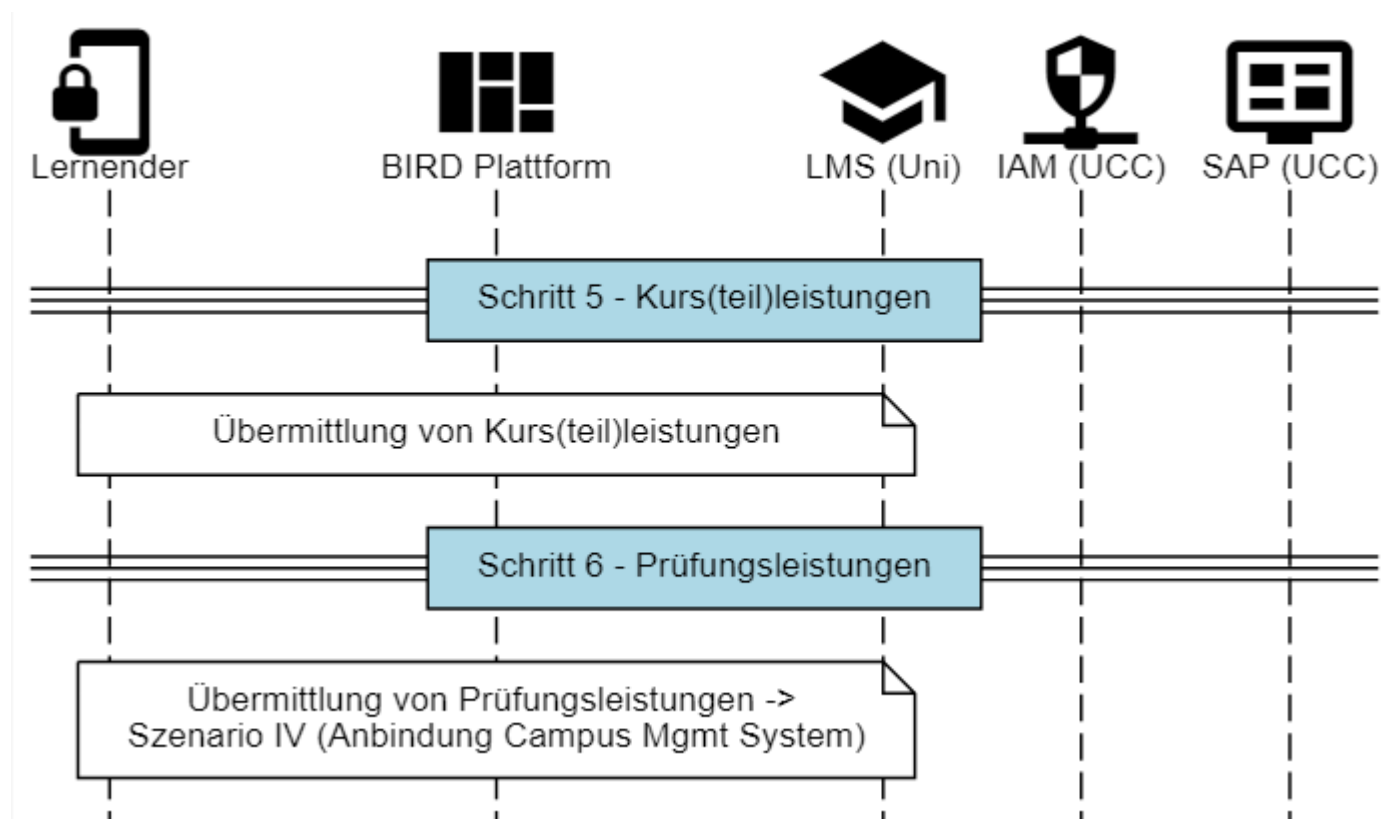 Lernender
BIRD Plattform
LMS (Uni)
IAM (UCC)
SAP (UCC)
Schritt 5 - Kurs(teil)leistungen
Übermittlung von Kurs(teil)leistungen
Schritt 6 - Prüfungsleistungen
Übermittlung von Prüfungsleistungen ->
Szenario IV (Anbindung Campus Mgmt System)